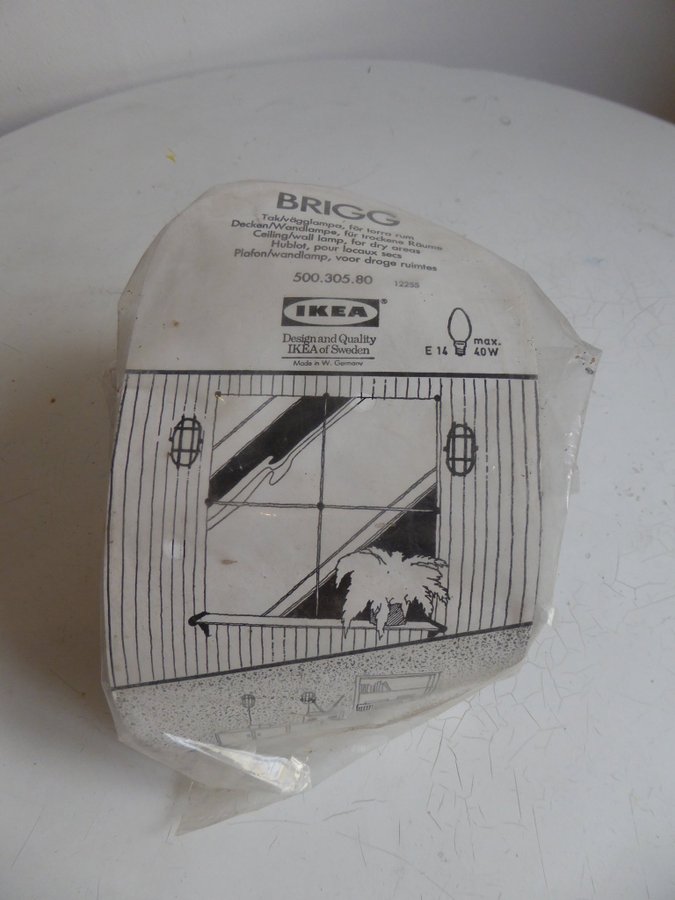 BRIGG
Tak/vägglampa, för torra rum
Decken/Wandlampe, für trockene Räume
Ceiling/wall lamp, for dry areas
Hublot, pour locaux secs
Plafon/wandlamp, voor droge ruimtes
500.305.80 12255
IKEA®
Design and Quality
IKEA of Sweden
Made in W. Germany
E 14 max. 40W